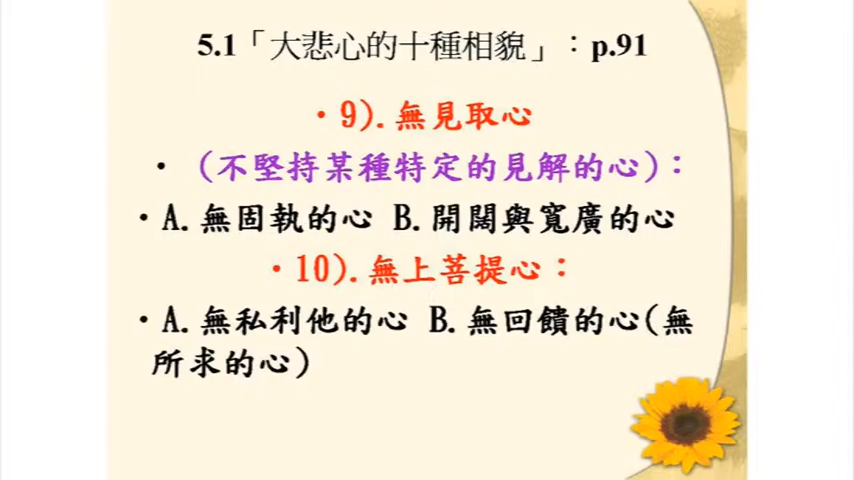 5.1「大悲心的十種相貌」：p.91
・9).無見取心
・（不堅持某種特定的見解的心）：
・A.無固執的心 B.開闊與寬廣的心
・10).無上菩提心：
・A.無私利他的心 B.無回饋的心(無
所求的心)